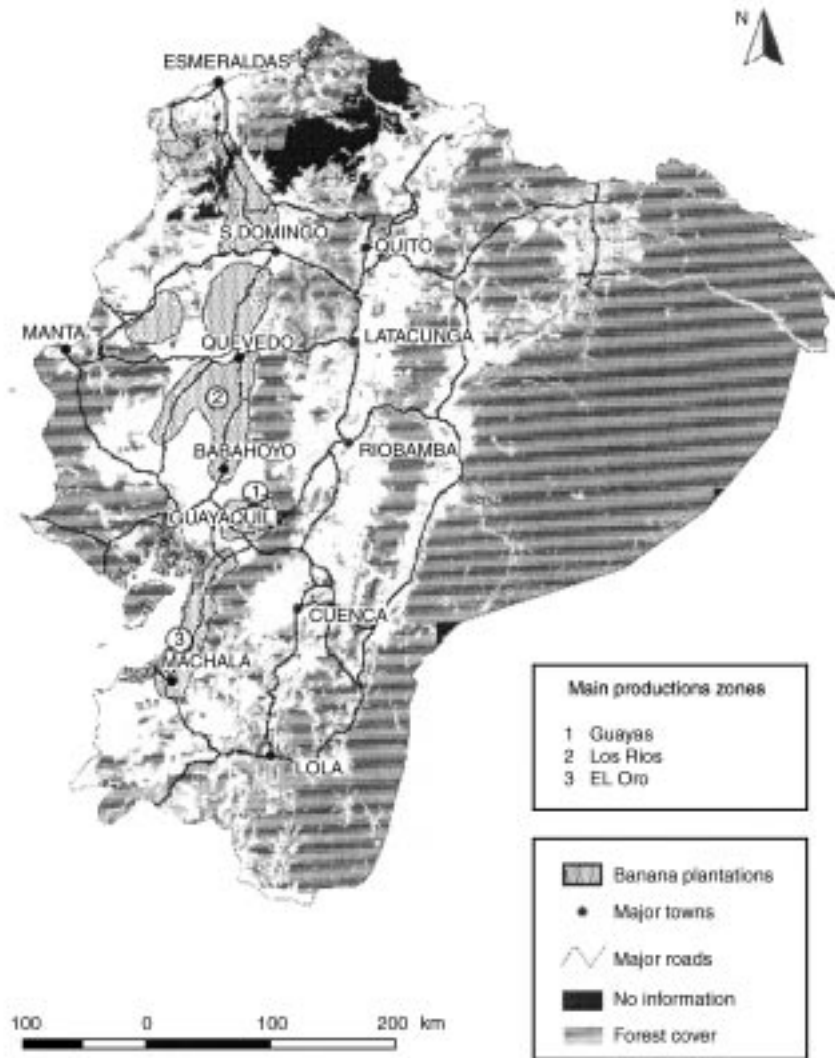 N
ESMERALDAS
S.DOMINGO
QUITO
MANTA
QUEVEDO
LATACUNGA
2
BABAHOYO
RIOBAMBA
1
GUAYAQUIL
CUENCA
3
MACHALA
LOLA
Main productions zones
1 Guayas
2 Los Rios
3 EL Oro
Banana plantations
Major towns
Major roads
No information
Forest cover
100 0 100 200 km